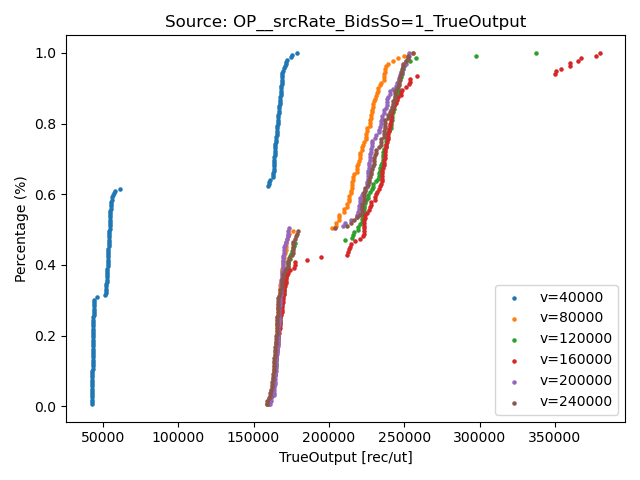 Source: OP__srcRate_BidsSo=1_TrueOutput
Percentage (%)
1.0%
0.8%
0.6%
0.4%
0.2%
0.0%
v=40000
v=80000
v=120000
v=160000
v=200000
v=240000
50000 100000 150000 200000 250000 300000 350000
TrueOutput [rec/ut]